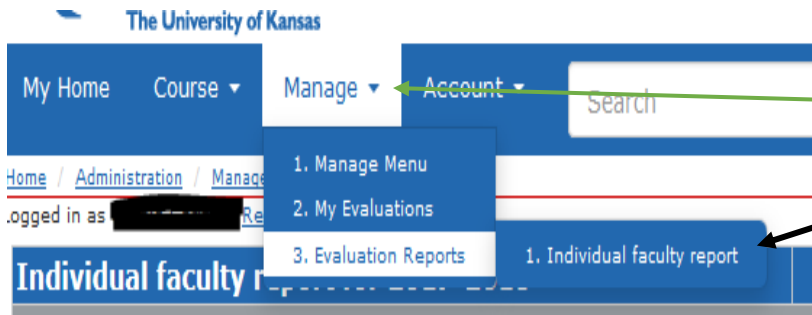 The University of Kansas
My Home Course Manage Account Search
1. Manage Menu
Home / Administration / Manage
2. My Evaluations
Logged in as Re
3. Evaluation Reports 1. Individual faculty report
Individual faculty